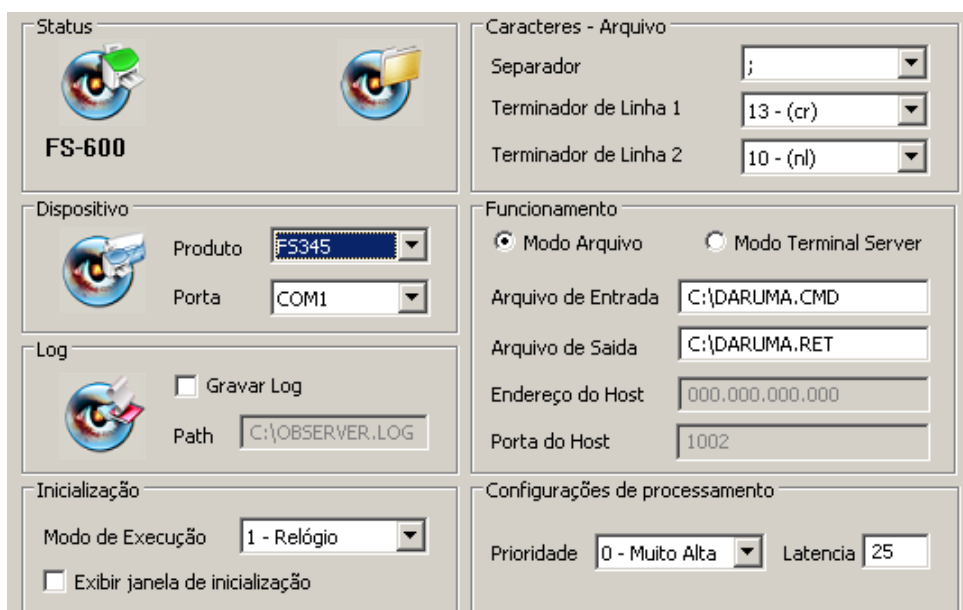 Status
FS-600
Dispositivo
Produto FS345
Porta COM1
Log
Gravar Log
Path C:\OBSERVER.LOG
Inicialização
Modo de Execução 1 - Relógio
Exibir janela de inicialização
Caracteres - Arquivo
Separador ;
Terminador de Linha 1 13 - (cr)
Terminador de Linha 2 10 - (nl)
Funcionamento
Modo Arquivo Modo Terminal Server
Arquivo de Entrada C:\DARUMA.CMD
Arquivo de Saida C:\DARUMA.RET
Endereço do Host 000.000.000.000
Porta do Host 1002
Configurações de processamento
Prioridade 0 - Muito Alta Latencia 25